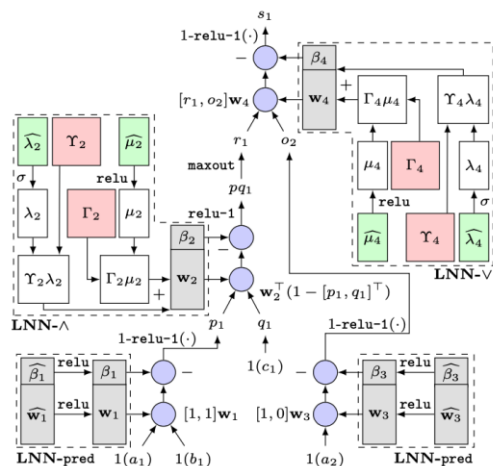 s₁
1-relu-1(·)
− β₄
[r₁, o₂]w₄ w₄ + Γ₄μ₄ ϒ₄λ₄
r₁ o₂
λ̂₂ ϒ₂ μ̂₂ maxout μ₄ Γ₄ λ₄
σ relu pq₁ relu σ
λ₂ Γ₂ μ₂ relu-1 μ̂₄ ϒ₄ λ̂₄
β₂ − LNN-∨
ϒ₂λ₂ Γ₂μ₂ + w₂ w₂⊤(1−[p₁, q₁]⊤)
LNN-∧ p₁ q₁
1-relu-1(·) 1(c₁) 1-relu-1(·)
β̂₁ relu β₁ − − β₃ relu β̂₃
ŵ₁ relu w₁ [1, 1]w₁ [1, 0]w₃ w₃ relu ŵ₃
LNN-pred 1(a₁) 1(b₁) 1(a₂) LNN-pred